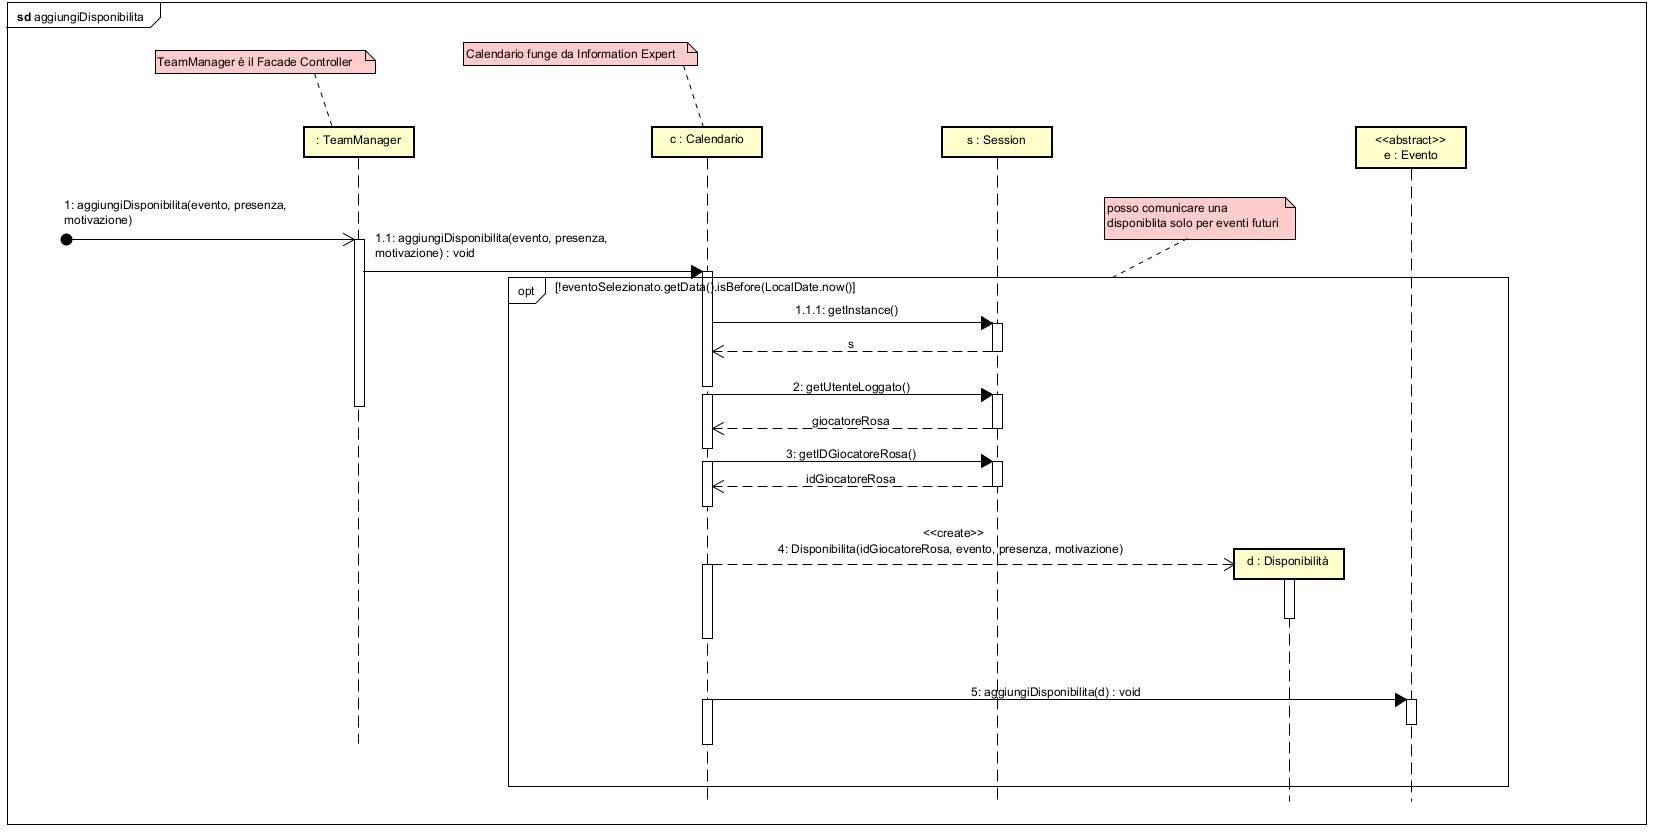 sd aggiungiDisponibilita
TeamManager è il Facade Controller
Calendario funge da Information Expert
: TeamManager
c : Calendario
s : Session
<<abstract>>
e : Evento
1: aggiungiDisponibilita(evento, presenza,
motivazione)
posso comunicare una
disponiblita solo per eventi futuri
1.1: aggiungiDisponibilita(evento, presenza,
motivazione) : void
opt
[!eventoSelezionato.getData().isBefore(LocalDate.now()]
1.1.1: getInstance()
s
2: getUtenteLoggato()
giocatoreRosa
3: getIDGiocatoreRosa()
idGiocatoreRosa
<<create>>
4: Disponibilita(idGiocatoreRosa, evento, presenza, motivazione)
d : Disponibilità
5: aggiungiDisponibilita(d) : void